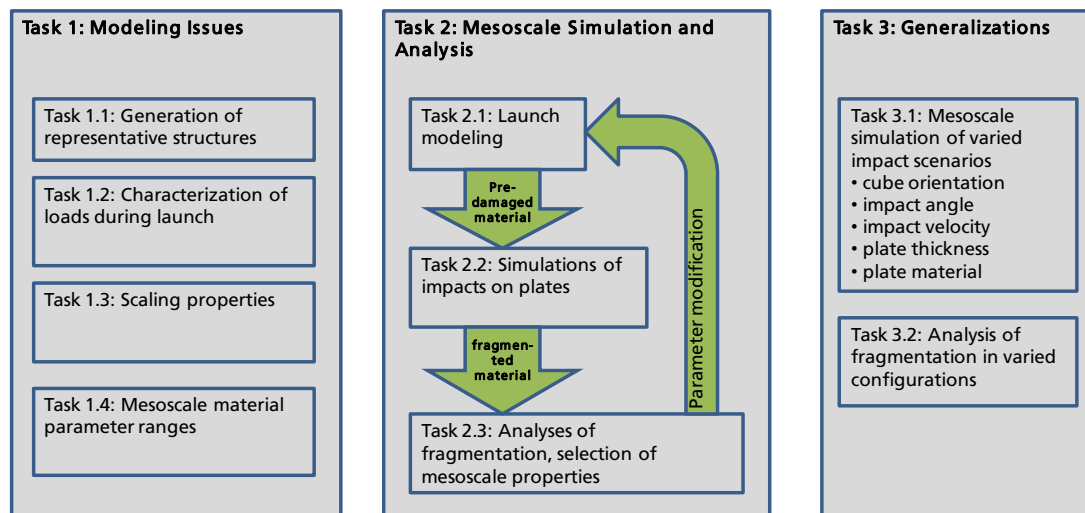 Task 1: Modeling Issues
Task 1.1: Generation of
representative structures
Task 1.2: Characterization of
loads during launch
Task 1.3: Scaling properties
Task 1.4: Mesoscale material
parameter ranges
Task 2: Mesoscale Simulation and
Analysis
Task 2.1: Launch
modeling
Pre-
damaged
material
Task 2.2: Simulations of
impacts on plates
fragmen-
ted
material
Task 2.3: Analyses of
fragmentation, selection of
mesoscale properties
Parameter modification
Task 3: Generalizations
Task 3.1: Mesoscale
simulation of varied
impact scenarios
• cube orientation
• impact angle
• impact velocity
• plate thickness
• plate material
Task 3.2: Analysis of
fragmentation in varied
configurations